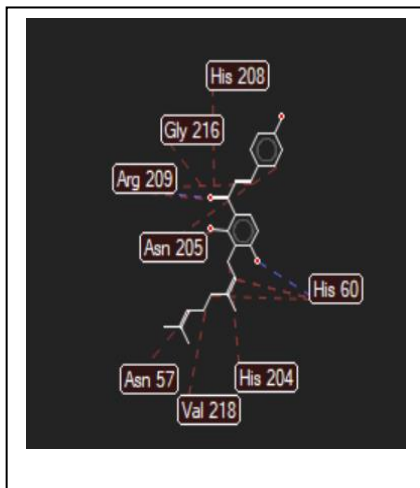 His 208
Gly 216
Arg 209
Asn 205
His 60
Asn 57
His 204
Val 218